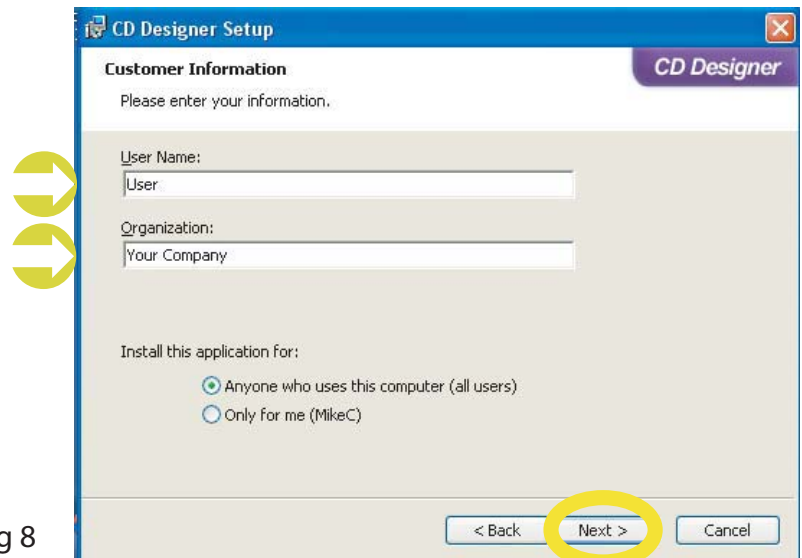 CD Designer Setup
Customer Information
CD Designer
Please enter your information.
User Name:
User
Organization:
Your Company
Install this application for:
Anyone who uses this computer (all users)
Only for me (MikeC)
g 8
< Back
Next >
Cancel